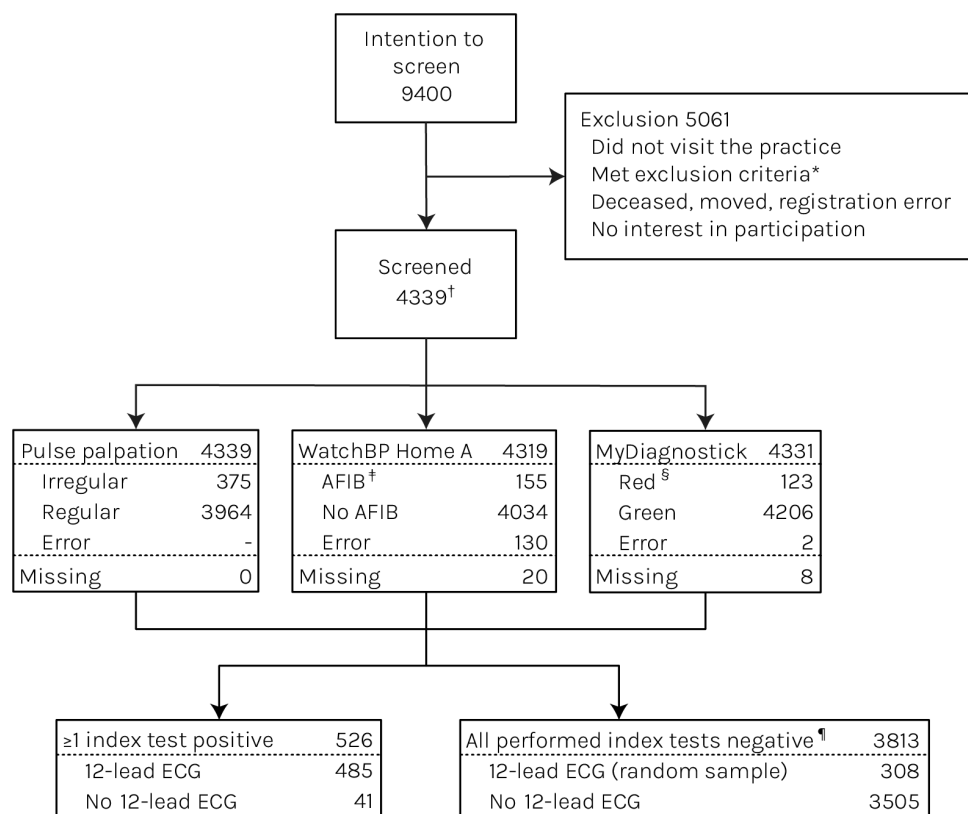 Intention to
screen
9400
Exclusion 5061
Did not visit the practice
Met exclusion criteria*
Deceased, moved, registration error
No interest in participation
Screened
4339†
Pulse palpation 4339
Irregular 375
Regular 3964
Error -
Missing 0
WatchBP Home A 4319
AFIB‡ 155
No AFIB 4034
Error 130
Missing 20
MyDiagnostick 4331
Red § 123
Green 4206
Error 2
Missing 8
≥1 index test positive 526
12-lead ECG 485
No 12-lead ECG 41
All performed index tests negative¶ 3813
12-lead ECG (random sample) 308
No 12-lead ECG 3505